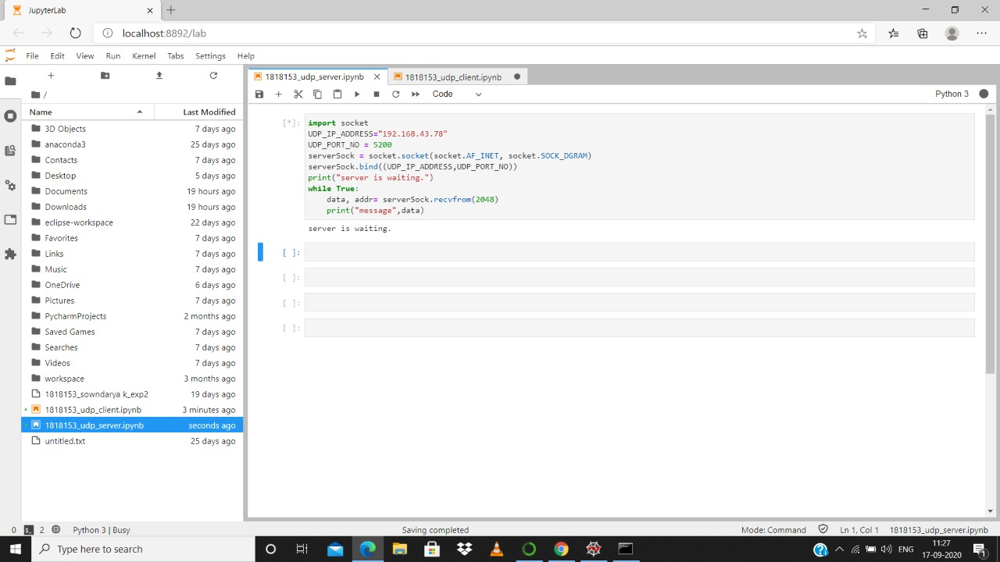 JupyterLab
localhost:8892/lab
File Edit View Run Kernel Tabs Settings Help
1818153_udp_server.ipynb
1818153_udp_client.ipynb
Code
Python 3
/
Name Last Modified
3D Objects 7 days ago
anaconda3 25 days ago
Contacts 7 days ago
Desktop 5 days ago
Documents 19 hours ago
Downloads 19 hours ago
eclipse-workspace 22 days ago
Favorites 7 days ago
Links 7 days ago
Music 7 days ago
OneDrive 6 days ago
Pictures 7 days ago
PycharmProjects 2 months ago
Saved Games 7 days ago
Searches 7 days ago
Videos 7 days ago
workspace 3 months ago
1818153_sowndarya k_exp2 19 days ago
1818153_udp_client.ipynb 3 minutes ago
1818153_udp_server.ipynb seconds ago
untitled.txt 25 days ago
[*]: import socket
UDP_IP_ADDRESS="192.168.43.78"
UDP_PORT_NO = 5200
serverSock = socket.socket(socket.AF_INET, socket.SOCK_DGRAM)
serverSock.bind((UDP_IP_ADDRESS,UDP_PORT_NO))
print("server is waiting.")
while True:
    data, addr= serverSock.recvfrom(2048)
    print("message",data)
server is waiting.
[ ]:
[ ]:
[ ]:
[ ]:
0 2 Python 3 | Busy Saving completed Mode: Command Ln 1, Col 1 1818153_udp_server.ipynb
Type here to search
ENG
11:27
17-09-2020
1